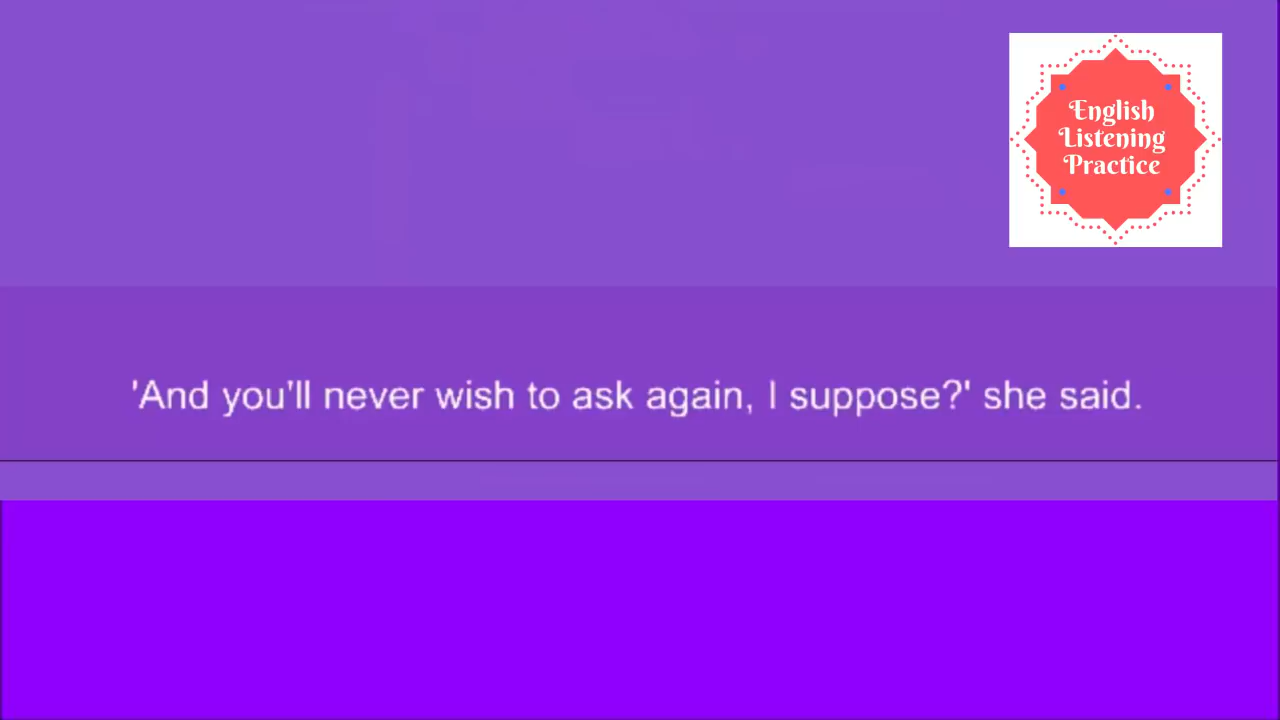 English
Listening
Practice
'And you'll never wish to ask again, I suppose?' she said.